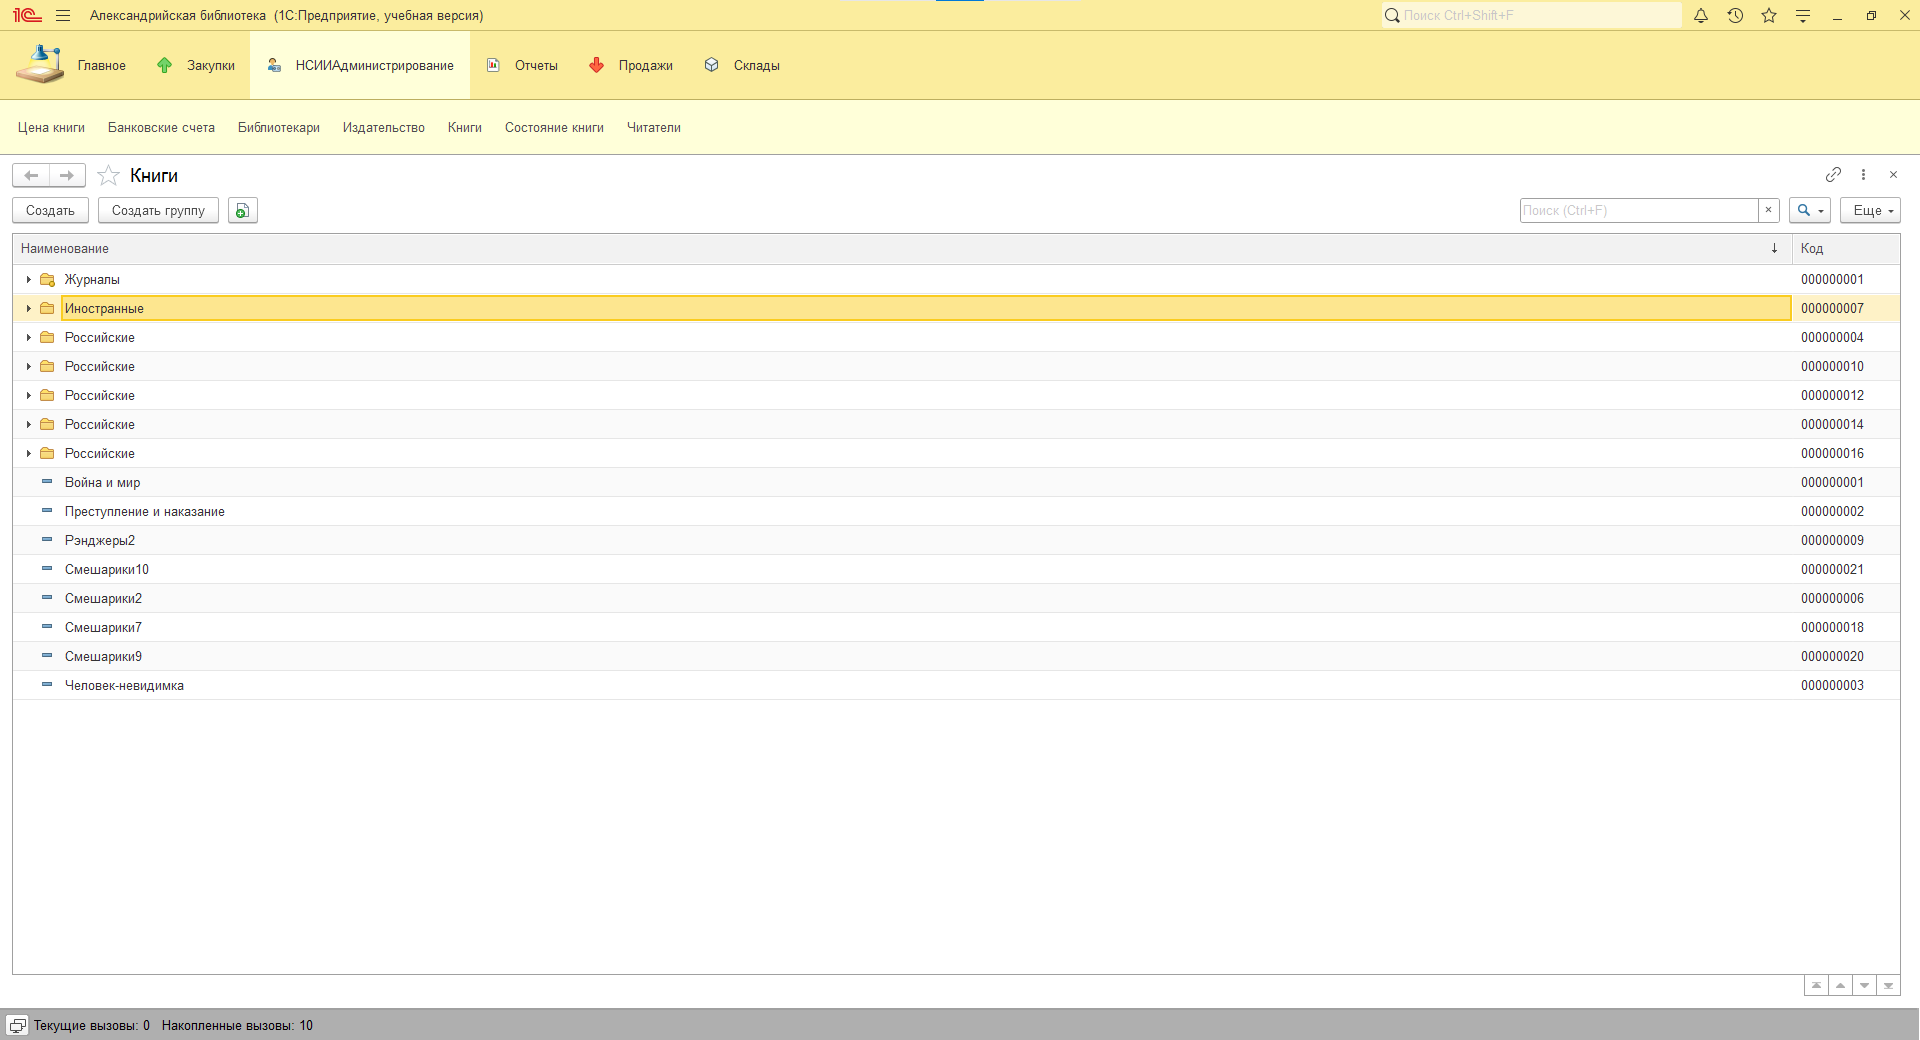 1С Александрийская библиотека (1С:Предприятие, учебная версия) Поиск Ctrl+Shift+F
Главное Закупки НСИИАдминистрирование Отчеты Продажи Склады
Цена книги Банковские счета Библиотекари Издательство Книги Состояние книги Читатели
Книги
Создать Создать группу Поиск (Ctrl+F) × Еще
Наименование ↓ Код
Журналы 000000001
Иностранные 000000007
Российские 000000004
Российские 000000010
Российские 000000012
Российские 000000014
Российские 000000016
Война и мир 000000001
Преступление и наказание 000000002
Рэнджеры2 000000009
Смешарики10 000000021
Смешарики2 000000006
Смешарики7 000000018
Смешарики9 000000020
Человек-невидимка 000000003
Текущие вызовы: 0 Накопленные вызовы: 10